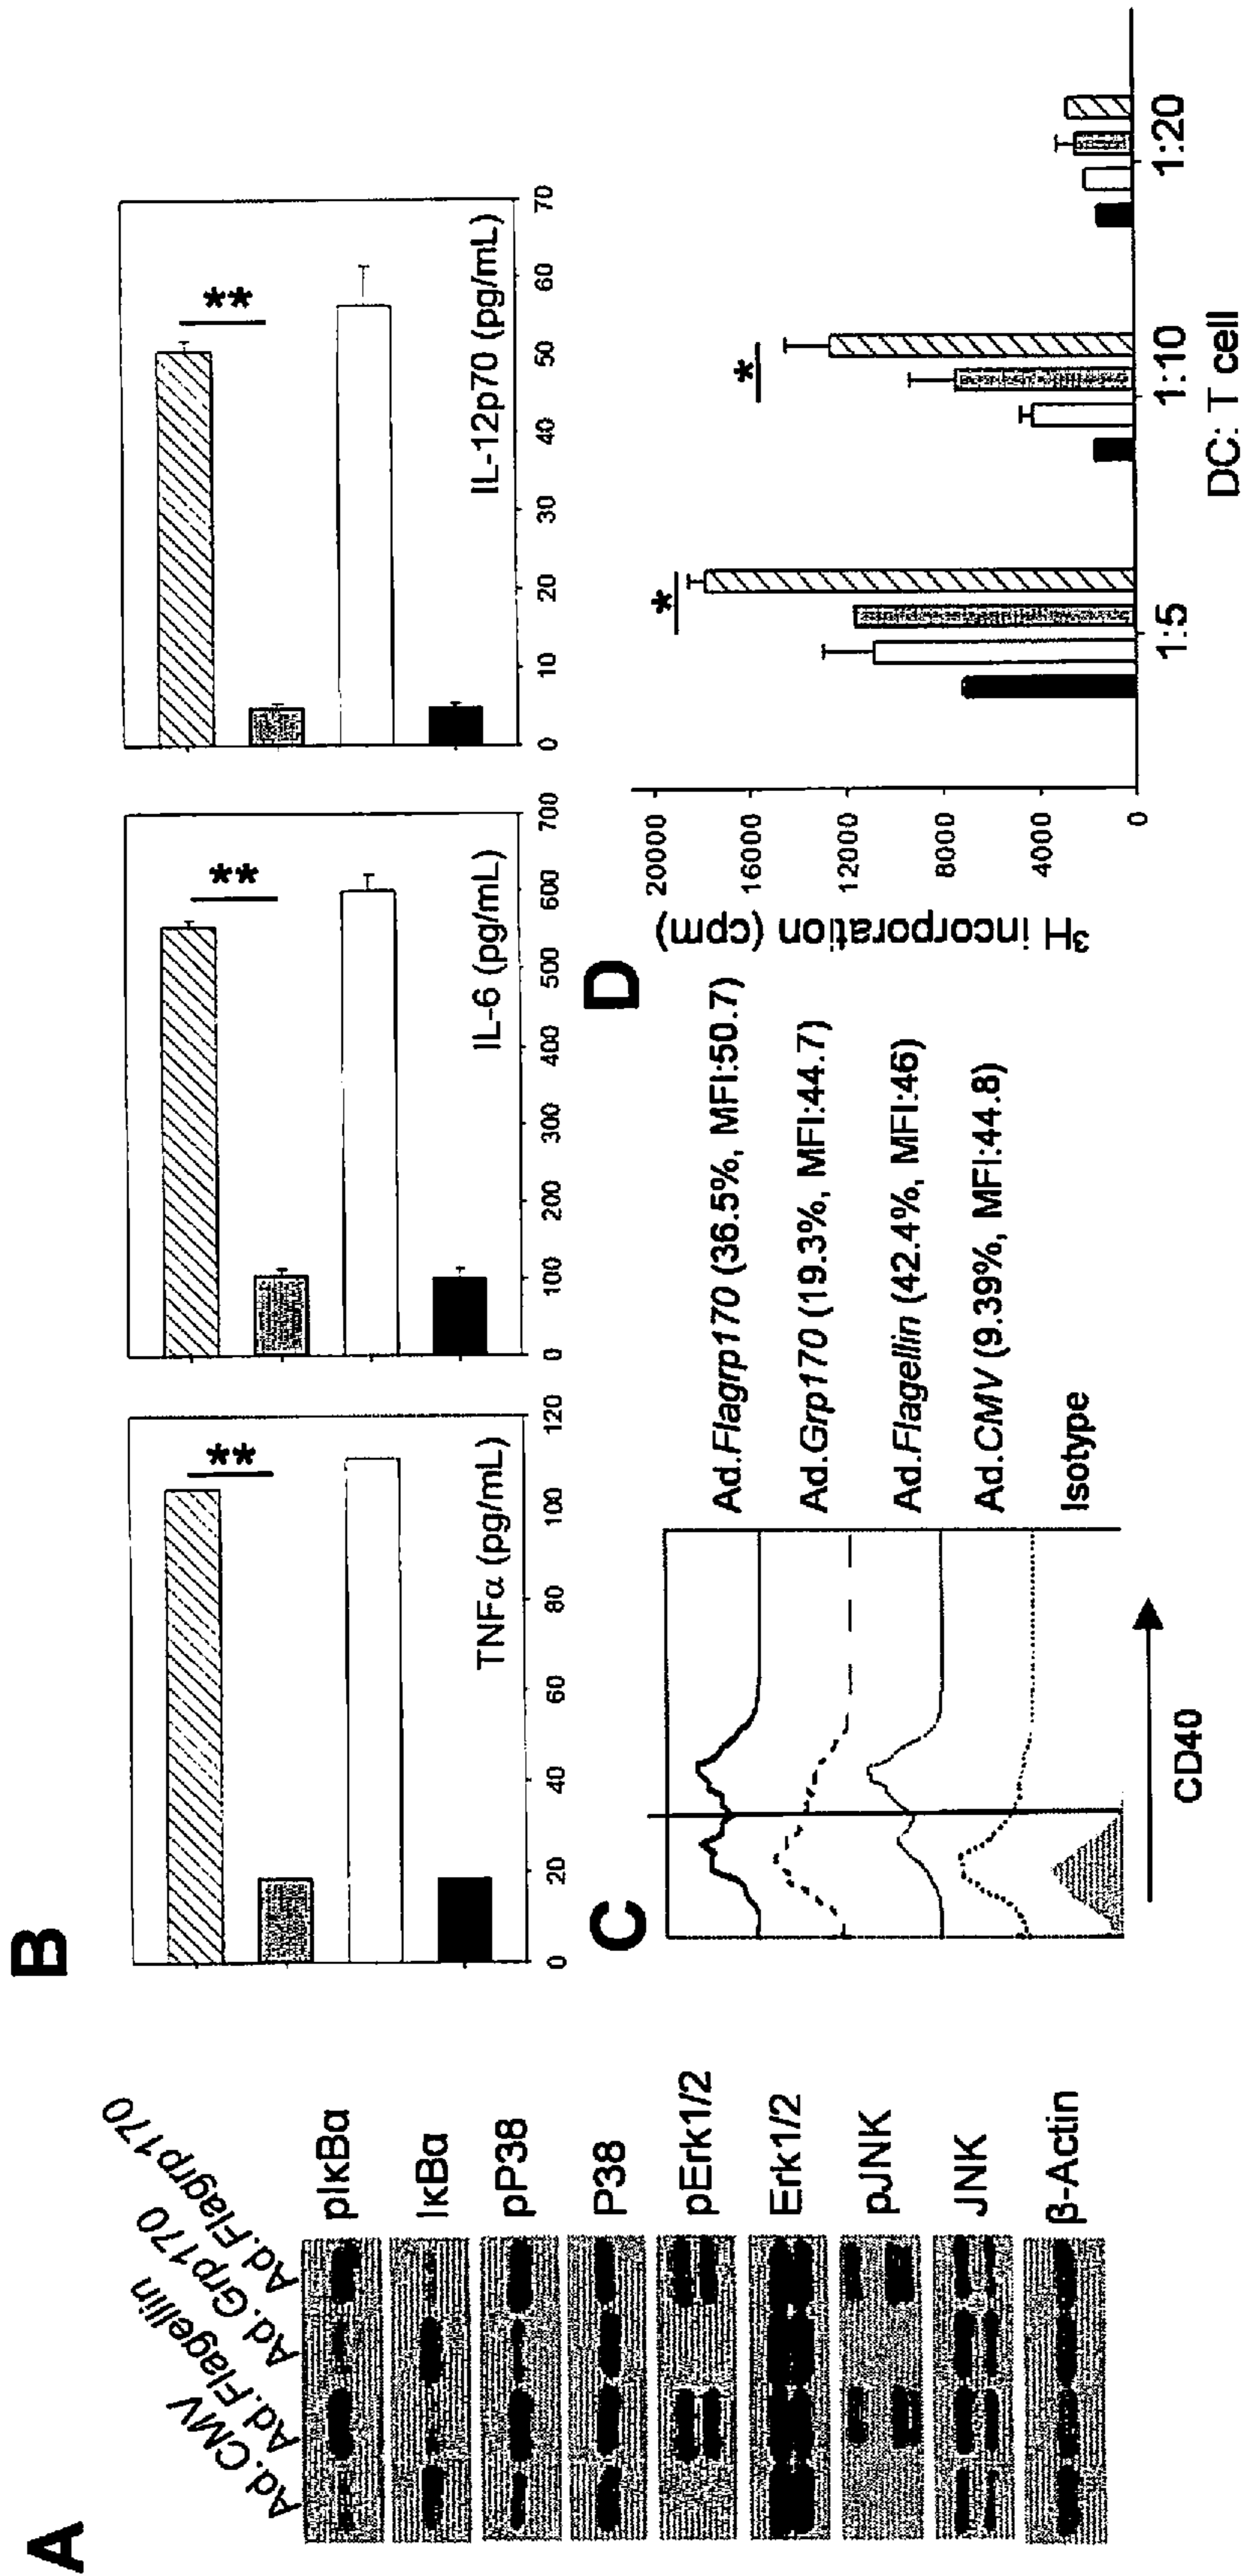 A
Ad.CMV
Ad.Flagellin
Ad.Grp170
Ad.Flagrp170
pIκBα
IκBα
pP38
P38
pErk1/2
Erk1/2
pJNK
JNK
β-Actin
B
**
TNFα (pg/mL)
0 20 40 60 80 100 120
**
IL-6 (pg/mL)
0 100 200 300 400 500 600 700
**
IL-12p70 (pg/mL)
0 10 20 30 40 50 60 70
C
Ad.Flagrp170 (36.5%, MFI:50.7)
Ad.Grp170 (19.3%, MFI:44.7)
Ad.Flagellin (42.4%, MFI:46)
Ad.CMV (9.39%, MFI:44.8)
Isotype
CD40
D
³H incorporation (cpm)
20000
16000
12000
8000
4000
0
*
*
1:5 1:10 1:20
DC: T cell